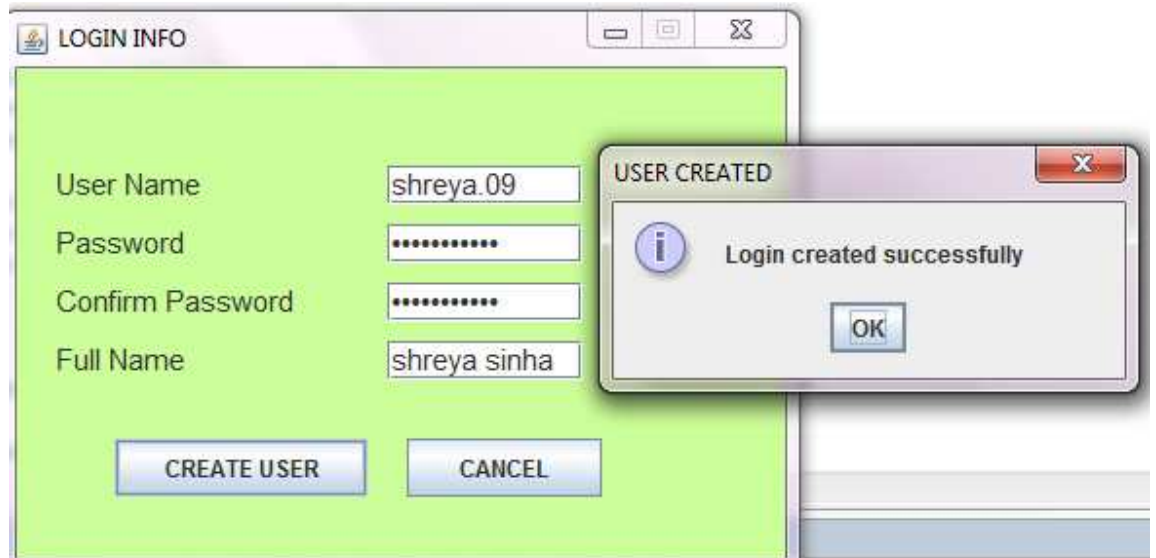 LOGIN INFO
User Name shreya.09
Password •••••••••••
Confirm Password •••••••••••
Full Name shreya sinha
CREATE USER CANCEL
USER CREATED
Login created successfully
OK